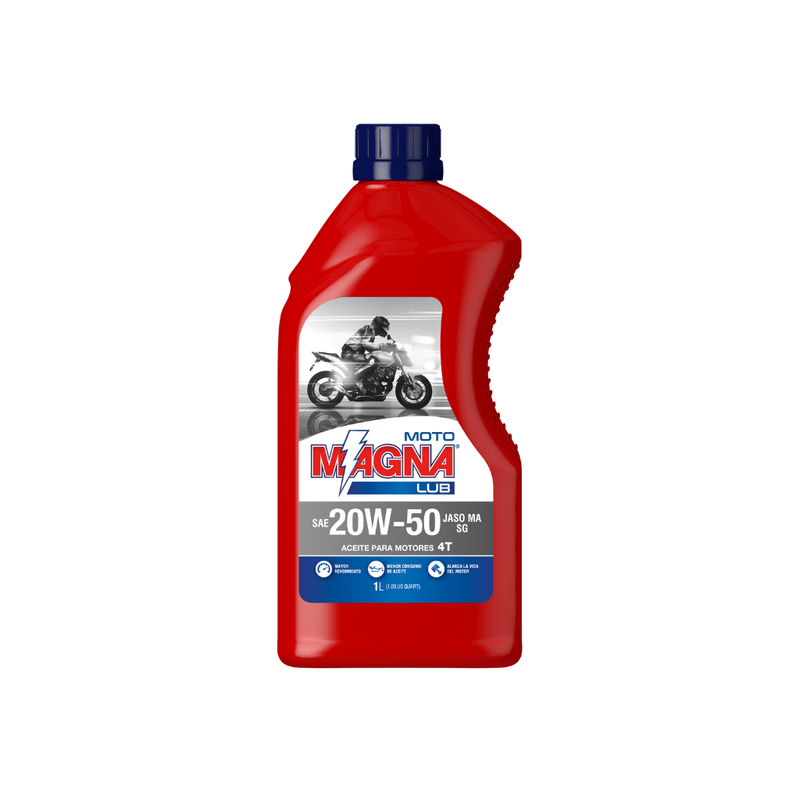 MOTO
MAGNA®
LUB
SAE 20W-50 JASO MA
SG
ACEITE PARA MOTORES 4T
MAYOR
RENDIMIENTO
MENOR CONSUMO
DE ACEITE
ALARGA LA VIDA
DEL MOTOR
1L (1.05 US QUART)